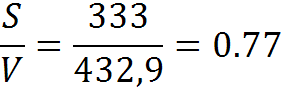 S/V = 333/432,9 = 0.77